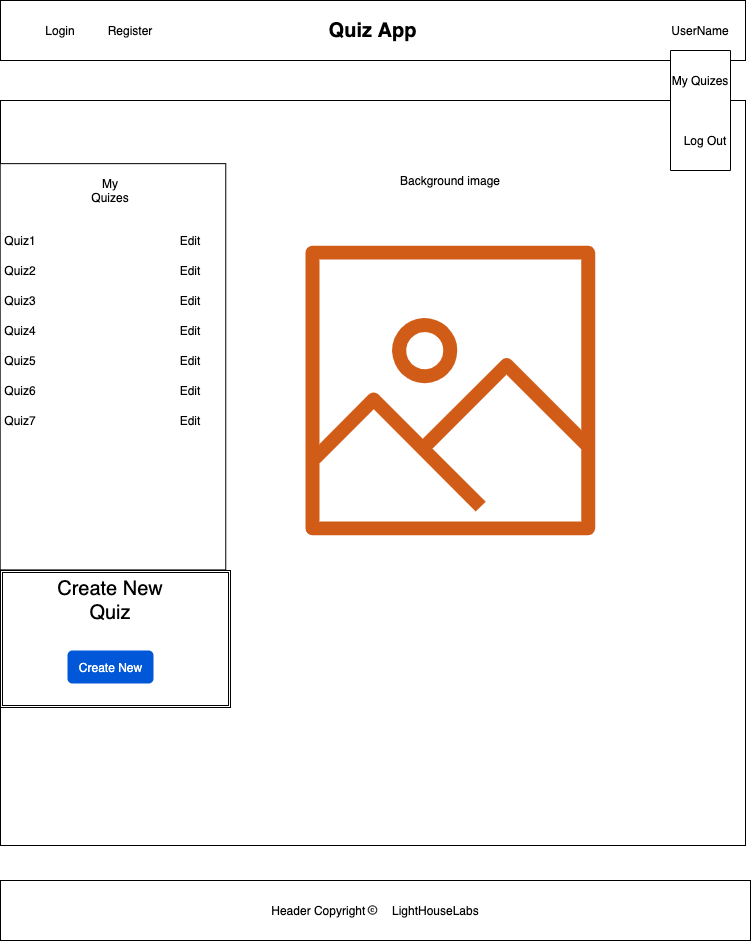 Login Register Quiz App UserName
My Quizes
Log Out
Background image
My
Quizes
Quiz1 Edit
Quiz2 Edit
Quiz3 Edit
Quiz4 Edit
Quiz5 Edit
Quiz6 Edit
Quiz7 Edit
Create New
Quiz
Create New
Header Copyright © LightHouseLabs